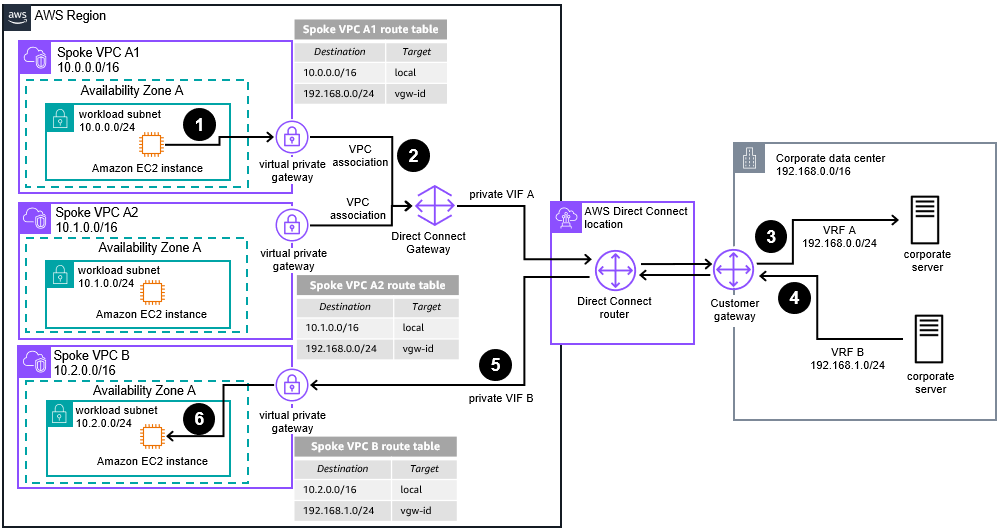 aws
AWS Region
Spoke VPC A1
10.0.0.0/16
Availability Zone A
workload subnet
10.0.0.0/24
Amazon EC2 instance
1
virtual private
gateway
Spoke VPC A1 route table
Destination Target
10.0.0.0/16 local
192.168.0.0/24 vgw-id
VPC
association
2
VPC
association
Direct Connect
Gateway
private VIF A
Spoke VPC A2
10.1.0.0/16
Availability Zone A
workload subnet
10.1.0.0/24
Amazon EC2 instance
virtual private
gateway
Spoke VPC A2 route table
Destination Target
10.1.0.0/16 local
192.168.0.0/24 vgw-id
AWS Direct Connect
location
Direct Connect
router
Corporate data center
192.168.0.0/16
3
VRF A
192.168.0.0/24
corporate
server
Customer
gateway
4
VRF B
192.168.1.0/24
corporate
server
5
private VIF B
Spoke VPC B
10.2.0.0/16
Availability Zone A
workload subnet
10.2.0.0/24
6
Amazon EC2 instance
virtual private
gateway
Spoke VPC B route table
Destination Target
10.2.0.0/16 local
192.168.1.0/24 vgw-id